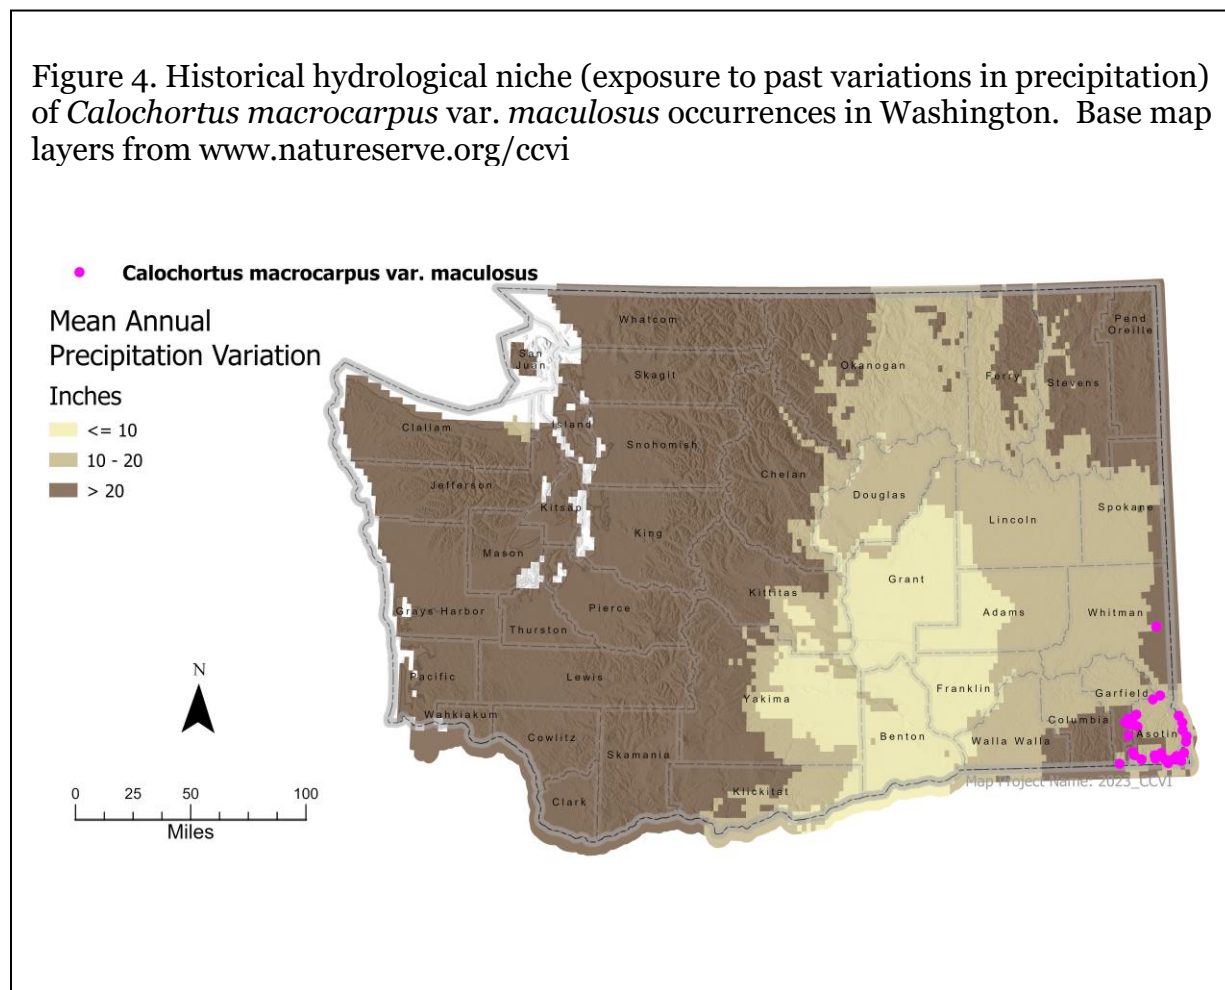 Figure 4. Historical hydrological niche (exposure to past variations in precipitation)
of Calochortus macrocarpus var. maculosus occurrences in Washington.  Base map
layers from www.natureserve.org/ccvi
Calochortus macrocarpus var. maculosus
Mean Annual
Precipitation Variation
Inches
<= 10
10 - 20
> 20
Whatcom
Pend
Oreille
San
Juan
Okanogan
Ferry
Stevens
Skagit
Clallam
Island
Snohomish
Chelan
Jefferson
Douglas
Kitsap
Lincoln
Spokane
King
Mason
Grant
Kittitas
Grays Harbor
Pierce
Adams
Whitman
Thurston
Pacific
Lewis
Yakima
Franklin
Garfield
Wahkiakum
Columbia
Asotin
Cowlitz
Skamania
Benton
Walla Walla
Klickitat
Clark
Map Project Name: 2023_CCVI
N
0 25 50 100
Miles